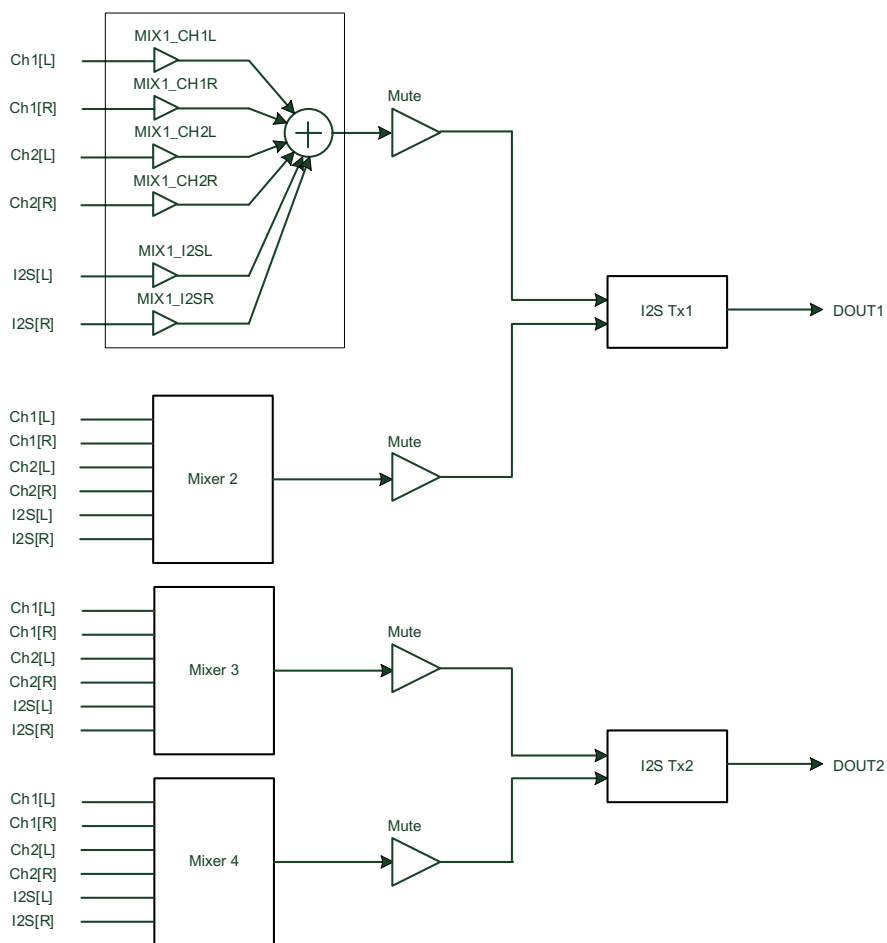 MIX1_CH1L
Ch1[L]
MIX1_CH1R
Ch1[R]
MIX1_CH2L
Ch2[L]
MIX1_CH2R
Ch2[R]
MIX1_I2SL
I2S[L]
MIX1_I2SR
I2S[R]
Mute
I2S Tx1
DOUT1
Ch1[L]
Ch1[R]
Ch2[L]
Ch2[R]
I2S[L]
I2S[R]
Mixer 2
Mute
Ch1[L]
Ch1[R]
Ch2[L]
Ch2[R]
I2S[L]
I2S[R]
Mixer 3
Mute
I2S Tx2
DOUT2
Ch1[L]
Ch1[R]
Ch2[L]
Ch2[R]
I2S[L]
I2S[R]
Mixer 4
Mute